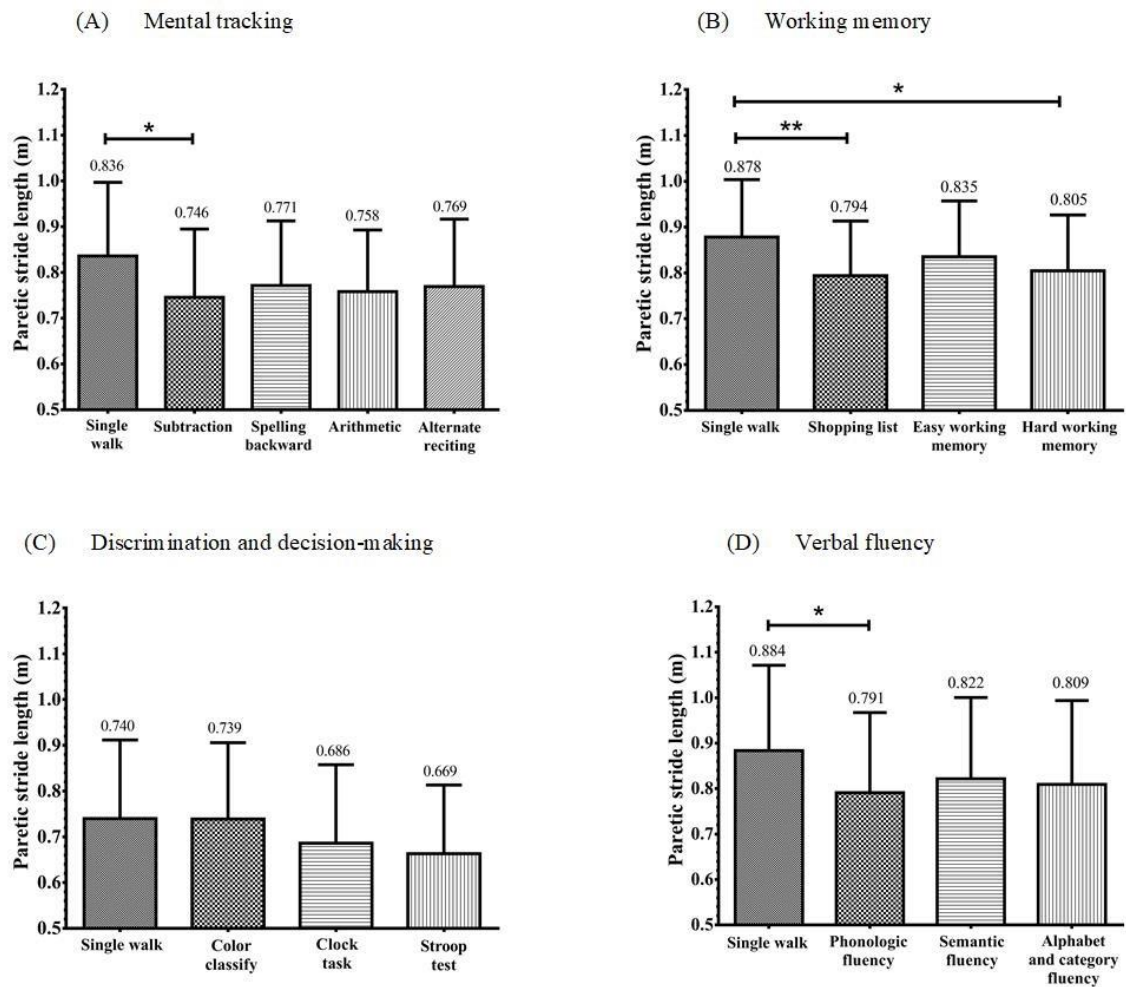 (A) Mental tracking
1.2
1.1
1.0
0.9
0.8
0.7
0.6
0.5
Paretic stride length (m)
*
0.836
0.746
0.771
0.758
0.769
Single walk
Subtraction
Spelling backward
Arithmetic
Alternate reciting
(B) Working memory
1.2
1.1
1.0
0.9
0.8
0.7
0.6
0.5
Paretic stride length (m)
*
**
0.878
0.794
0.835
0.805
Single walk
Shopping list
Easy working memory
Hard working memory
(C) Discrimination and decision-making
1.2
1.1
1.0
0.9
0.8
0.7
0.6
0.5
Paretic stride length (m)
0.740
0.739
0.686
0.669
Single walk
Color classify
Clock task
Stroop test
(D) Verbal fluency
1.2
1.1
1.0
0.9
0.8
0.7
0.6
0.5
Paretic stride length (m)
*
0.884
0.791
0.822
0.809
Single walk
Phonologic fluency
Semantic fluency
Alphabet and category fluency